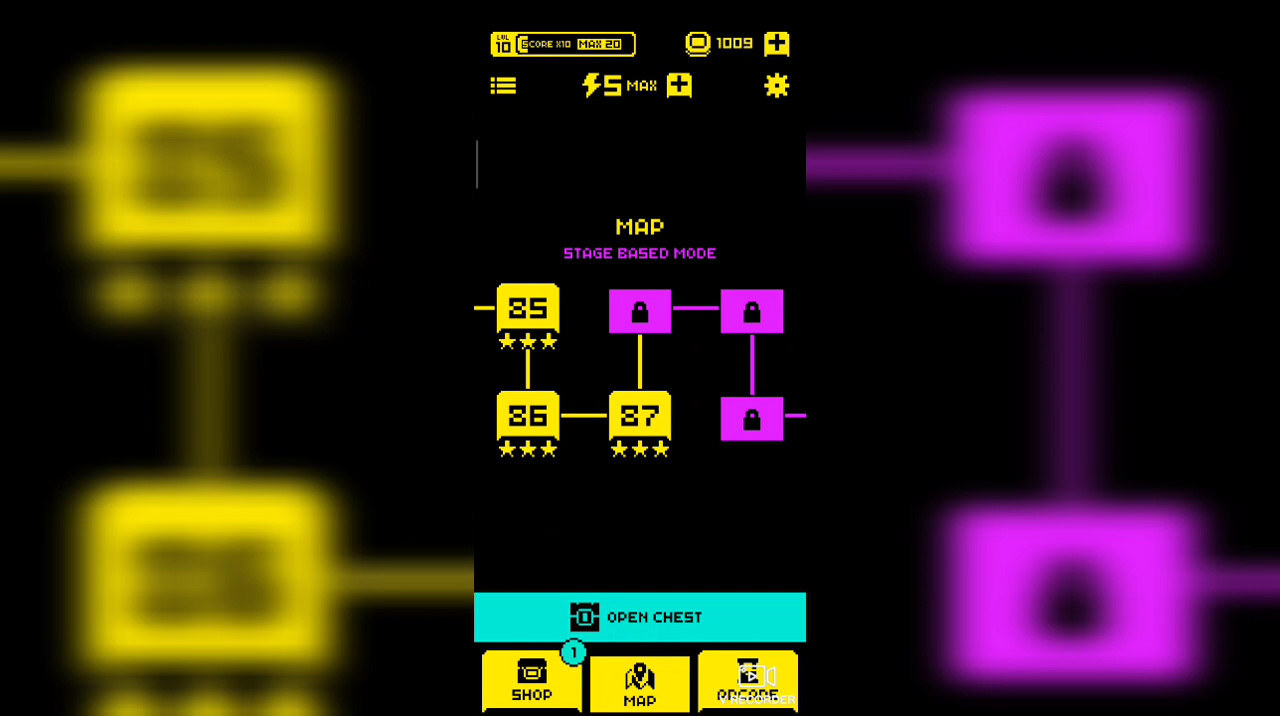 LVL 10 SCORE X10 MAX 20 1009
5 MAX
MAP
STAGE BASED MODE
85
86 87
OPEN CHEST
1
SHOP MAP ARCADE
V RECORDER